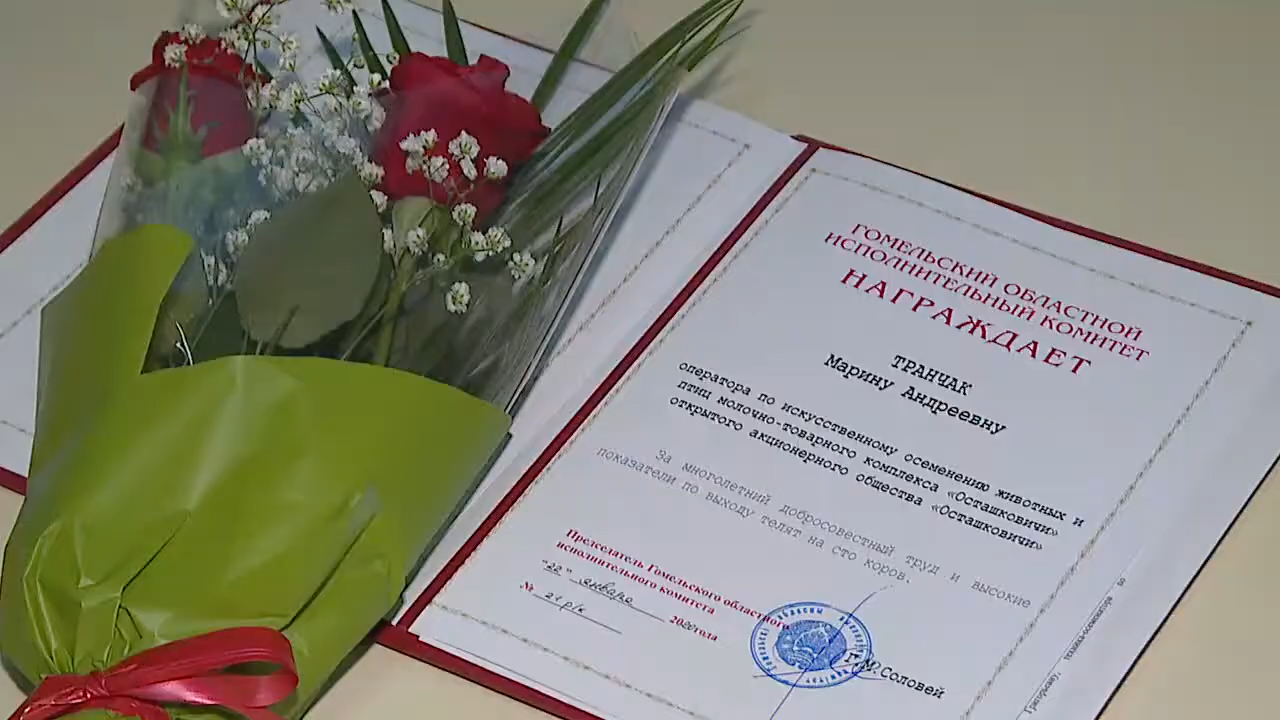 ГОМЕЛЬСКИЙ ОБЛАСТНОЙ
ИСПОЛНИТЕЛЬНЫЙ КОМИТЕТ
НАГРАЖДАЕТ
ТРАНЧАК
Марину Андреевну
оператора по искусственному осеменению животных и
птиц молочно-товарного комплекса «Осташковичи»
открытого акционерного общества «Осташковичи»
За многолетний добросовестный труд и высокие
показатели по выходу телят на сто коров.
Председатель Гомельского областного
исполнительного комитета
"22" января 2020 года
№ 21 р/к
Г.М.Соловей
Григорьевну,